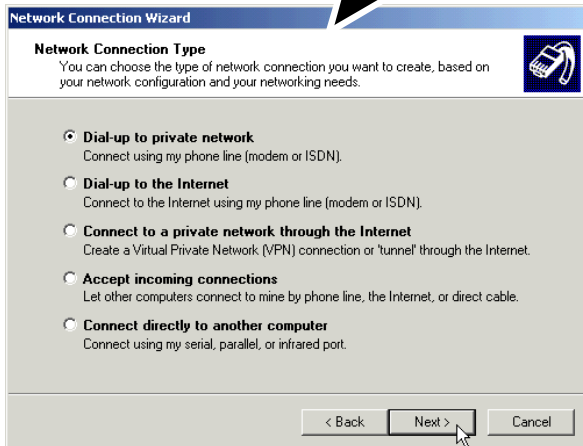 Network Connection Wizard
Network Connection Type
You can choose the type of network connection you want to create, based on
your network configuration and your networking needs.
Dial-up to private network
Connect using my phone line (modem or ISDN).
Dial-up to the Internet
Connect to the Internet using my phone line (modem or ISDN).
Connect to a private network through the Internet
Create a Virtual Private Network (VPN) connection or 'tunnel' through the Internet.
Accept incoming connections
Let other computers connect to mine by phone line, the Internet, or direct cable.
Connect directly to another computer
Connect using my serial, parallel, or infrared port.
< Back Next > Cancel